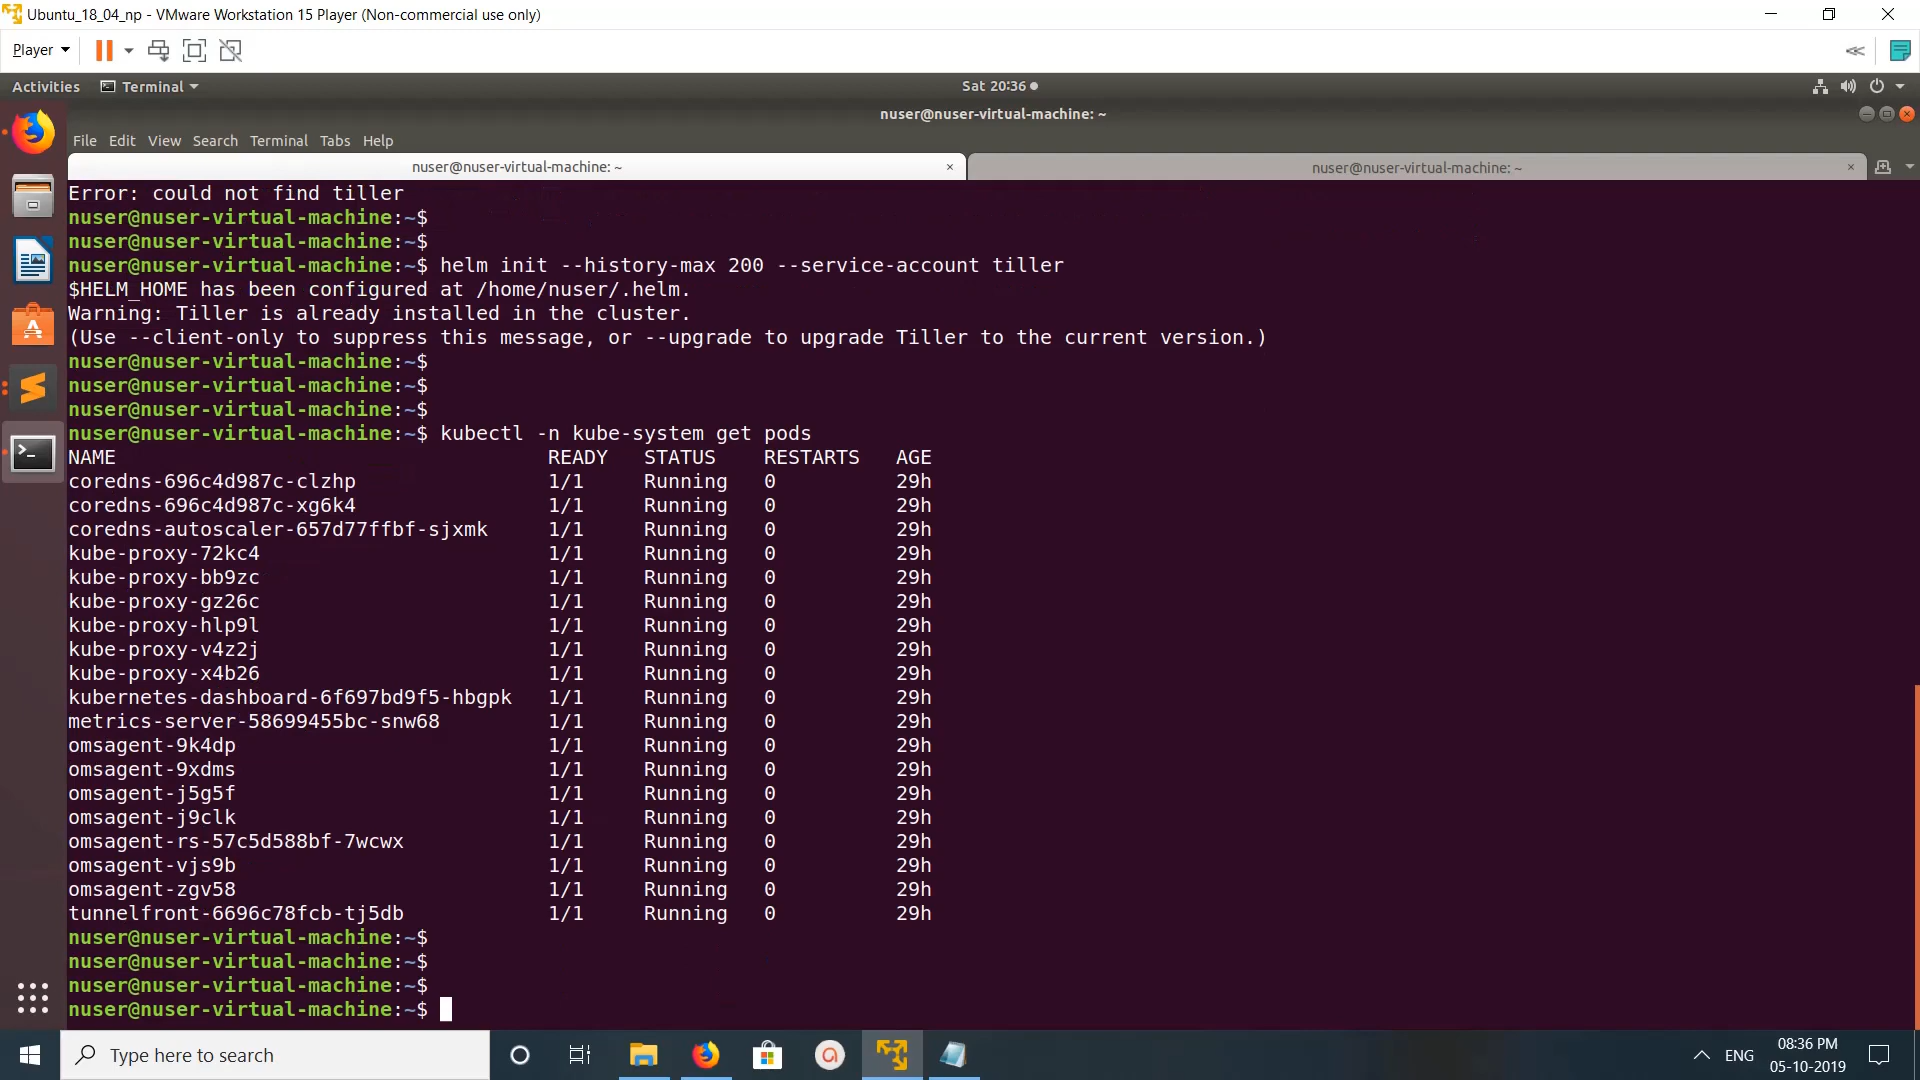 Ubuntu_18_04_np - VMware Workstation 15 Player (Non-commercial use only)
Player
Activities Terminal Sat 20:36
nuser@nuser-virtual-machine: ~
File Edit View Search Terminal Tabs Help
nuser@nuser-virtual-machine: ~ nuser@nuser-virtual-machine: ~
Error: could not find tiller
nuser@nuser-virtual-machine:~$
nuser@nuser-virtual-machine:~$
nuser@nuser-virtual-machine:~$ helm init --history-max 200 --service-account tiller
$HELM_HOME has been configured at /home/nuser/.helm.
Warning: Tiller is already installed in the cluster.
(Use --client-only to suppress this message, or --upgrade to upgrade Tiller to the current version.)
nuser@nuser-virtual-machine:~$
nuser@nuser-virtual-machine:~$
nuser@nuser-virtual-machine:~$
nuser@nuser-virtual-machine:~$ kubectl -n kube-system get pods
NAME READY STATUS RESTARTS AGE
coredns-696c4d987c-clzhp 1/1 Running 0 29h
coredns-696c4d987c-xg6k4 1/1 Running 0 29h
coredns-autoscaler-657d77ffbf-sjxmk 1/1 Running 0 29h
kube-proxy-72kc4 1/1 Running 0 29h
kube-proxy-bb9zc 1/1 Running 0 29h
kube-proxy-gz26c 1/1 Running 0 29h
kube-proxy-hlp9l 1/1 Running 0 29h
kube-proxy-v4z2j 1/1 Running 0 29h
kube-proxy-x4b26 1/1 Running 0 29h
kubernetes-dashboard-6f697bd9f5-hbgpk 1/1 Running 0 29h
metrics-server-58699455bc-snw68 1/1 Running 0 29h
omsagent-9k4dp 1/1 Running 0 29h
omsagent-9xdms 1/1 Running 0 29h
omsagent-j5g5f 1/1 Running 0 29h
omsagent-j9clk 1/1 Running 0 29h
omsagent-rs-57c5d588bf-7wcwx 1/1 Running 0 29h
omsagent-vjs9b 1/1 Running 0 29h
omsagent-zgv58 1/1 Running 0 29h
tunnelfront-6696c78fcb-tj5db 1/1 Running 0 29h
nuser@nuser-virtual-machine:~$
nuser@nuser-virtual-machine:~$
nuser@nuser-virtual-machine:~$
nuser@nuser-virtual-machine:~$
Type here to search ENG 08:36 PM
05-10-2019